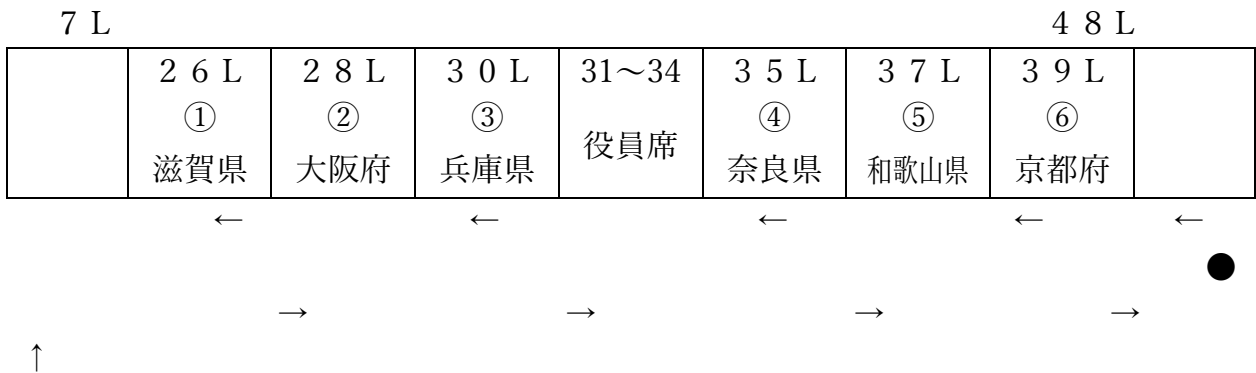 ７Ｌ ４８Ｌ
２６Ｌ ２８Ｌ ３０Ｌ 31～34 ３５Ｌ ３７Ｌ ３９Ｌ
① ② ③ 役員席 ④ ⑤ ⑥
滋賀県 大阪府 兵庫県 奈良県 和歌山県 京都府
← ← ← ← ←
●
→ → → →
↑